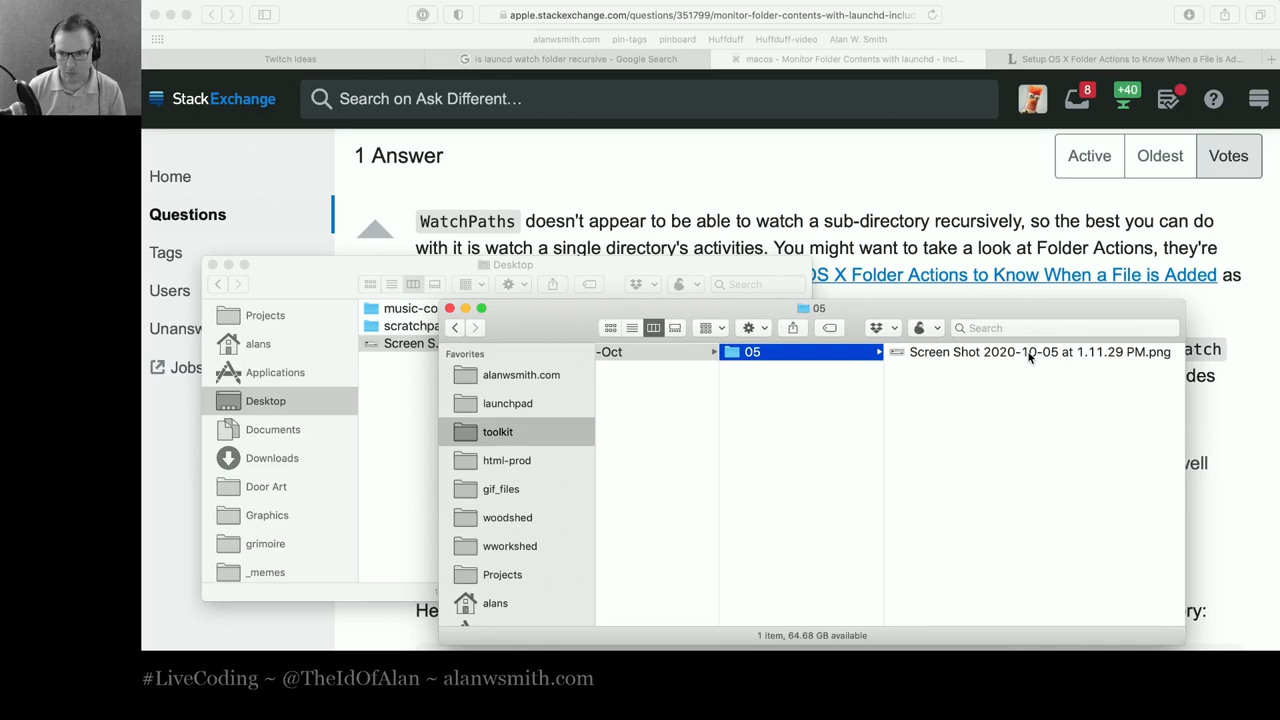 apple.stackexchange.com/questions/351799/monitor-folder-contents-with-launchd-inclu
alanwsmith.com pin-tags pinboard Huffduff Huffduff-video Alan W. Smith
Twitch Ideas
is launcd watch folder recursive - Google Search
macos - Monitor Folder Contents with launchd - Incl...
Setup OS X Folder Actions to Know When a File is Ad...
StackExchange
Search on Ask Different...
8
+40
Home
Questions
Tags
Users
Unansw
Jobs
1 Answer
Active Oldest Votes
WatchPaths doesn't appear to be able to watch a sub-directory recursively, so the best you can do
with it is watch a single directory's activities. You might want to take a look at Folder Actions, they're
OS X Folder Actions to Know When a File is Added as
atch
des
well
He
ory:
Desktop
Search
Projects
alans
Applications
Desktop
Documents
Downloads
Door Art
Graphics
grimoire
_memes
music-co
scratchpa
Screen S
05
Search
Favorites
alanwsmith.com
launchpad
toolkit
html-prod
gif_files
woodshed
wworkshed
Projects
alans
-Oct
05
Screen Shot 2020-10-05 at 1.11.29 PM.png
1 item, 64.68 GB available
#LiveCoding ~ @TheIdOfAlan ~ alanwsmith.com